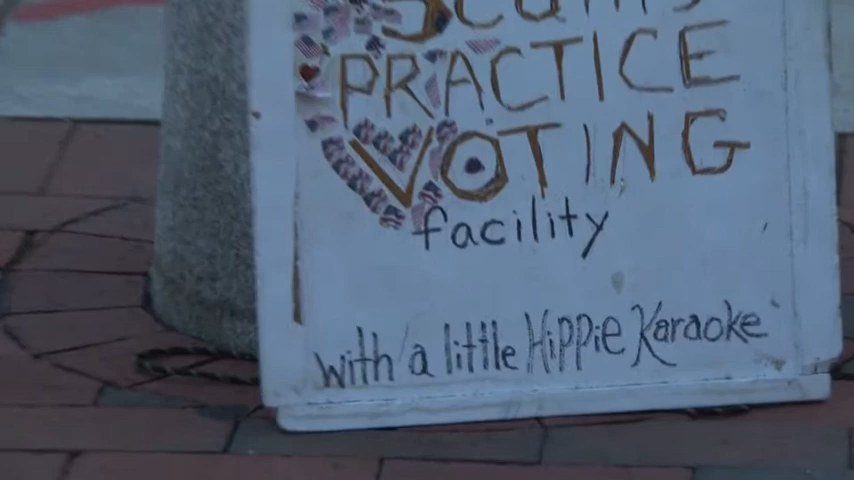 PRACTICE
VOTING
facility
with a little Hippie Karaoke